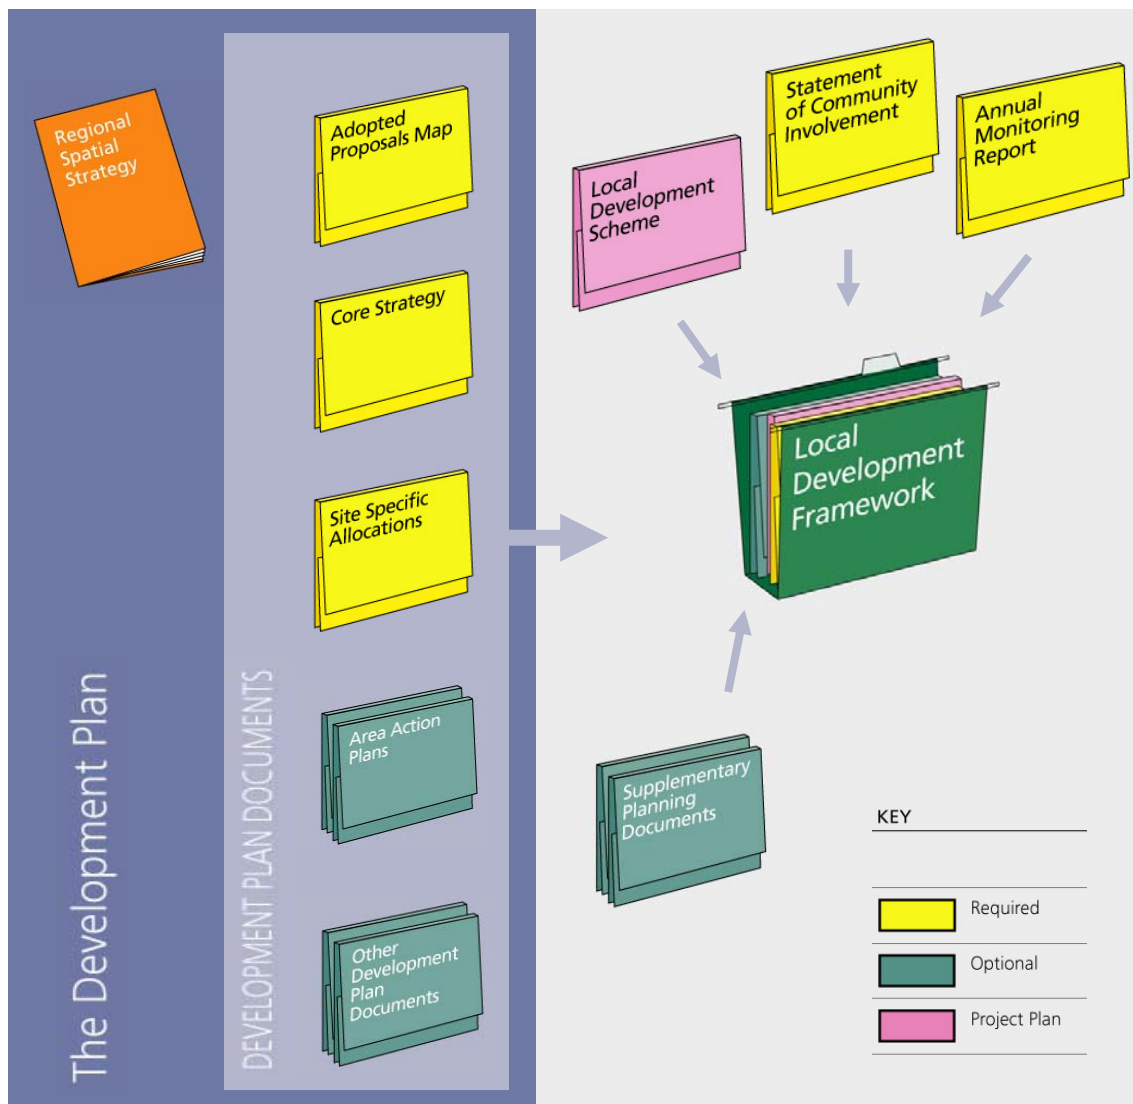 Regional
Spatial
Strategy
The Development Plan
DEVELOPMENT PLAN DOCUMENTS
Adopted
Proposals Map
Core Strategy
Site Specific
Allocations
Area Action
Plans
Other
Development
Plan
Documents
Local
Development
Scheme
Statement
of Community
Involvement
Annual
Monitoring
Report
Local
Development
Framework
Supplementary
Planning
Documents
KEY
Required
Optional
Project Plan